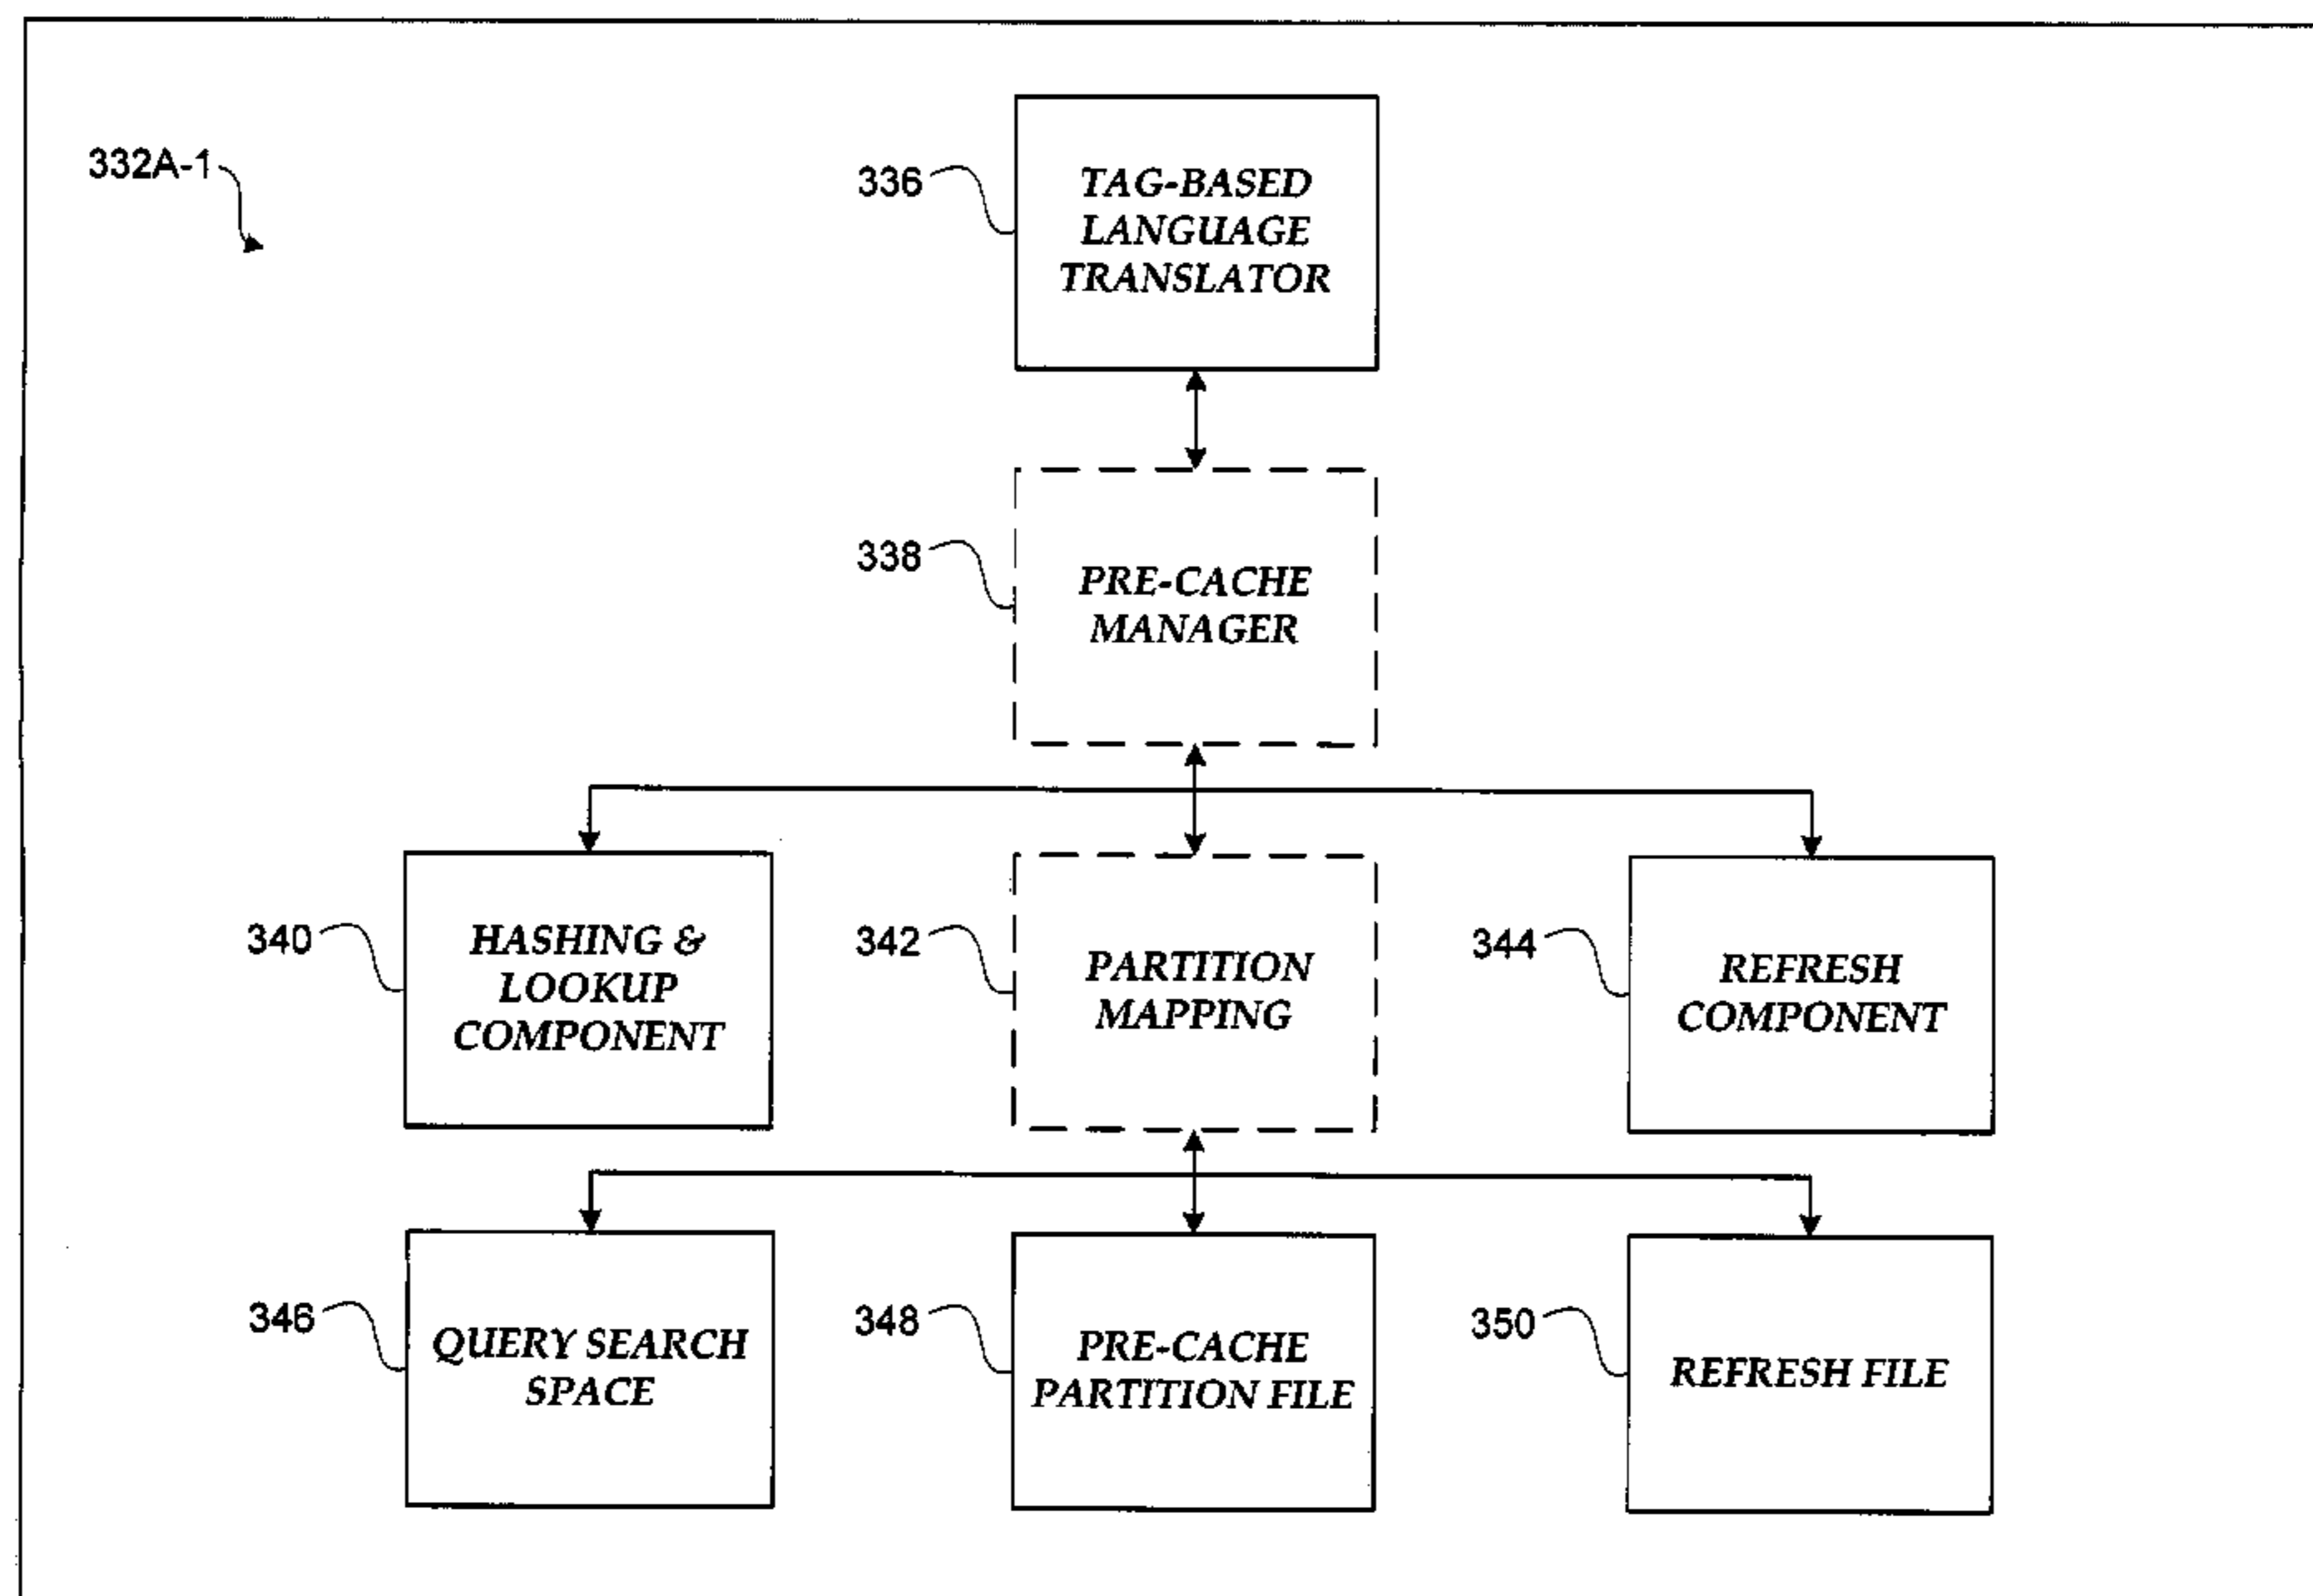 332A-1
336
TAG-BASED
LANGUAGE
TRANSLATOR
338
PRE-CACHE
MANAGER
340
HASHING &
LOOKUP
COMPONENT
342
PARTITION
MAPPING
344
REFRESH
COMPONENT
346
QUERY SEARCH
SPACE
348
PRE-CACHE
PARTITION FILE
350
REFRESH FILE